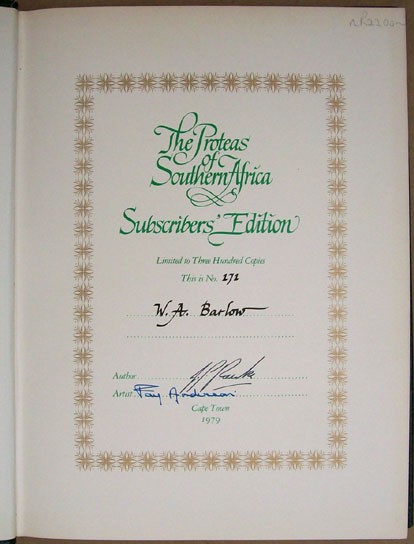 The Proteas
of
Southern Africa
Subscribers' Edition
Limited to Three Hundred Copies
This is No. 172
W. A. Barlow
Author
Artist Fay Anderson
Cape Town
1979